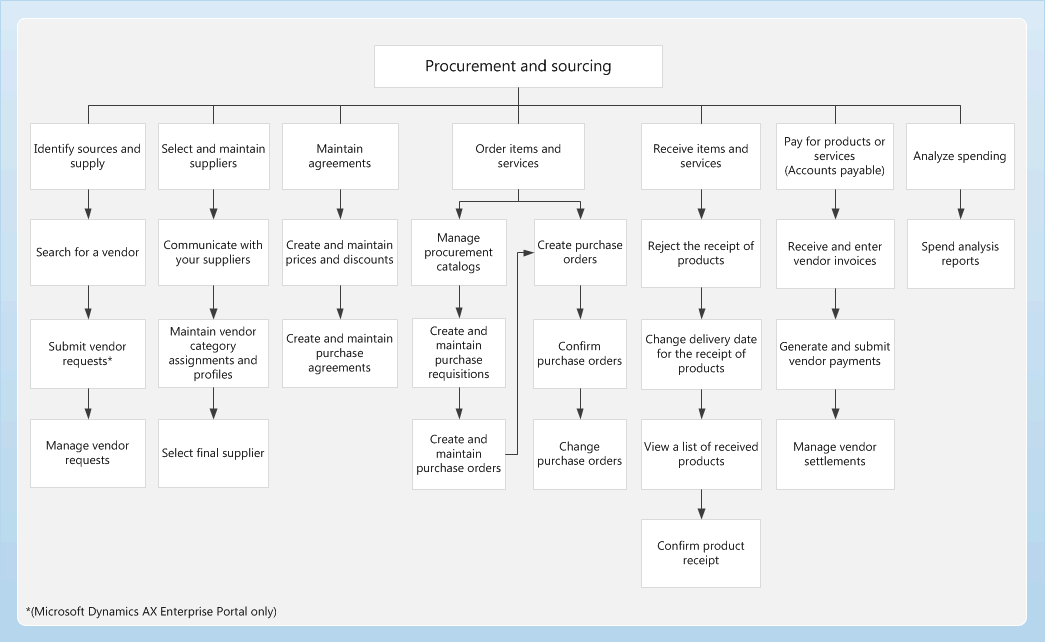 Procurement and sourcing
Identify sources and
supply
Select and maintain
suppliers
Maintain
agreements
Order items and
services
Receive items and
services
Pay for products or
services
(Accounts payable)
Analyze spending
Search for a vendor
Communicate with
your suppliers
Create and maintain
prices and discounts
Manage
procurement
catalogs
Create purchase
orders
Reject the receipt of
products
Receive and enter
vendor invoices
Spend analysis
reports
Submit vendor
requests*
Maintain vendor
category
assignments and
profiles
Create and maintain
purchase
agreements
Create and
maintain
purchase
requisitions
Confirm
purchase orders
Change delivery date
for the receipt of
products
Generate and submit
vendor payments
Manage vendor
requests
Select final supplier
Create and
maintain
purchase orders
Change
purchase orders
View a list of received
products
Manage vendor
settlements
Confirm product
receipt
*(Microsoft Dynamics AX Enterprise Portal only)